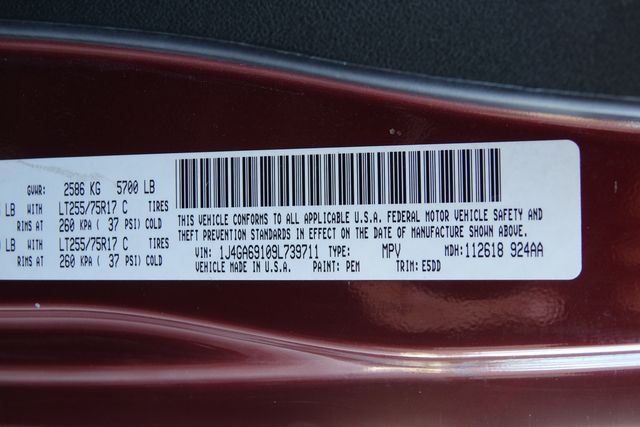 GVWR: 2586 KG 5700 LB
LB WITH LT255/75R17 C TIRES
RIMS AT 260 KPA ( 37 PSI) COLD
LB WITH LT255/75R17 C TIRES
RIMS AT 260 KPA ( 37 PSI) COLD
THIS VEHICLE CONFORMS TO ALL APPLICABLE U.S.A. FEDERAL MOTOR VEHICLE SAFETY AND
THEFT PREVENTION STANDARDS IN EFFECT ON THE DATE OF MANUFACTURE SHOWN ABOVE.
VIN: 1J4GA69109L739711 TYPE: MPV MDH: 112618 924AA
VEHICLE MADE IN U.S.A. PAINT: PEM TRIM: E5DD